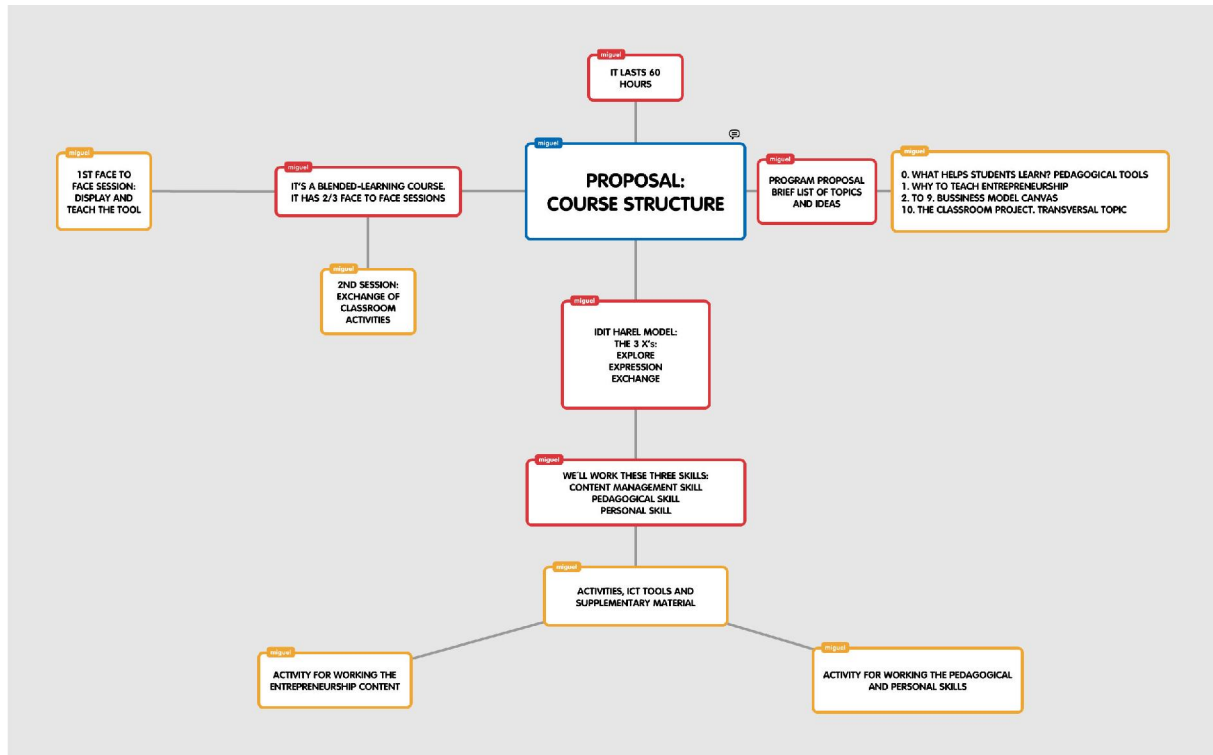 miguel
IT LASTS 60
HOURS
miguel
PROPOSAL:
COURSE STRUCTURE
miguel
1ST FACE TO
FACE SESSION:
DISPLAY AND
TEACH THE TOOL
miguel
IT'S A BLENDED-LEARNING COURSE.
IT HAS 2/3 FACE TO FACE SESSIONS
miguel
PROGRAM PROPOSAL
BRIEF LIST OF TOPICS
AND IDEAS
miguel
0. WHAT HELPS STUDENTS LEARN? PEDAGOGICAL TOOLS
1. WHY TO TEACH ENTREPRENEURSHIP
2. TO 9. BUSSINESS MODEL CANVAS
10. THE CLASSROOM PROJECT. TRANSVERSAL TOPIC
miguel
2ND SESSION:
EXCHANGE OF
CLASSROOM
ACTIVITIES
miguel
IDIT HAREL MODEL:
THE 3 X's:
EXPLORE
EXPRESSION
EXCHANGE
miguel
WE´LL WORK THESE THREE SKILLS:
CONTENT MANAGEMENT SKILL
PEDAGOGICAL SKILL
PERSONAL SKILL
miguel
ACTIVITIES, ICT TOOLS AND
SUPPLEMENTARY MATERIAL
miguel
ACTIVITY FOR WORKING THE
ENTREPRENEURSHIP CONTENT
miguel
ACTIVITY FOR WORKING THE PEDAGOGICAL
AND PERSONAL SKILLS